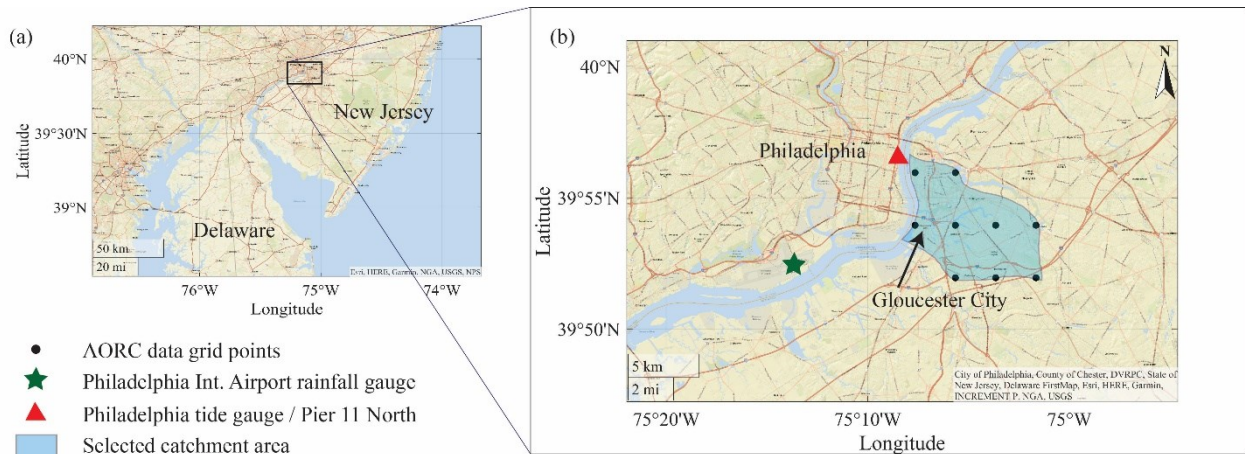 (a)
40°N
39°30'N
39°N
Latitude
New Jersey
Delaware
50 km
20 mi
Esri, HERE, Garmin, NGA, USGS, NPS
76°W
75°W
74°W
Longitude
AORC data grid points
Philadelphia Int. Airport rainfall gauge
Philadelphia tide gauge / Pier 11 North
Selected catchment area
(b)
N
40°N
39°55'N
39°50'N
Latitude
Philadelphia
Gloucester City
5 km
2 mi
City of Philadelphia, County of Chester, DVRPC, State of
New Jersey, Delaware FirstMap, Esri, HERE, Garmin,
INCREMENT P, NGA, USGS
75°20'W
75°10'W
75°W
Longitude